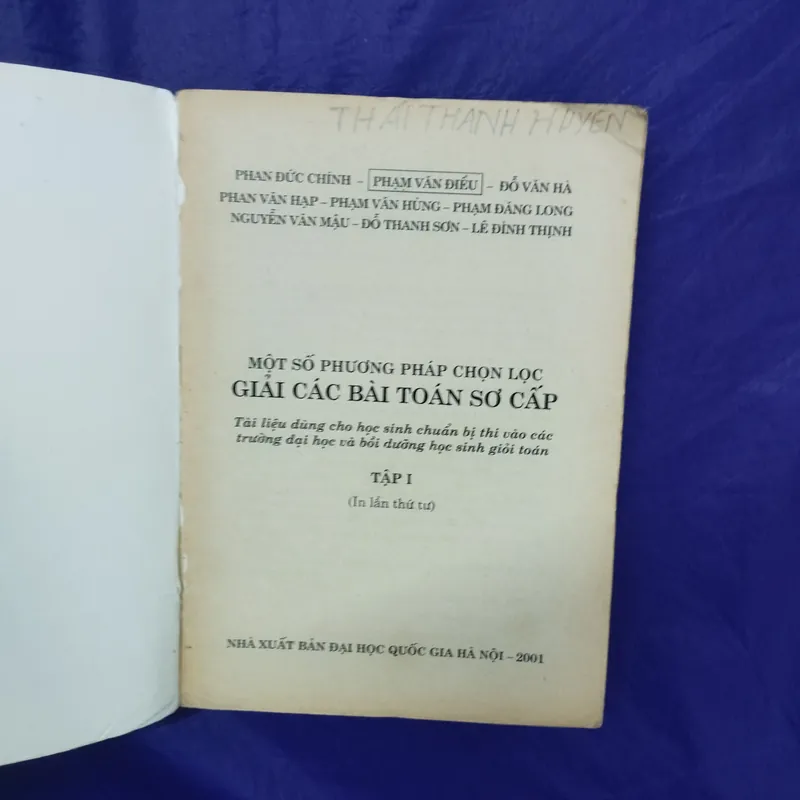 THÁI THANH HUYỀN
PHAN ĐỨC CHÍNH – PHẠM VĂN ĐIỀU – ĐỖ VĂN HÀ
PHAN VĂN HẠP – PHẠM VĂN HÙNG – PHẠM ĐĂNG LONG
NGUYỄN VĂN MẬU – ĐỖ THANH SƠN – LÊ ĐÌNH THỊNH
MỘT SỐ PHƯƠNG PHÁP CHỌN LỌC
GIẢI CÁC BÀI TOÁN SƠ CẤP
Tài liệu dùng cho học sinh chuẩn bị thi vào các
trường đại học và bồi dưỡng học sinh giỏi toán
TẬP I
(In lần thứ tư)
NHÀ XUẤT BẢN ĐẠI HỌC QUỐC GIA HÀ NỘI – 2001